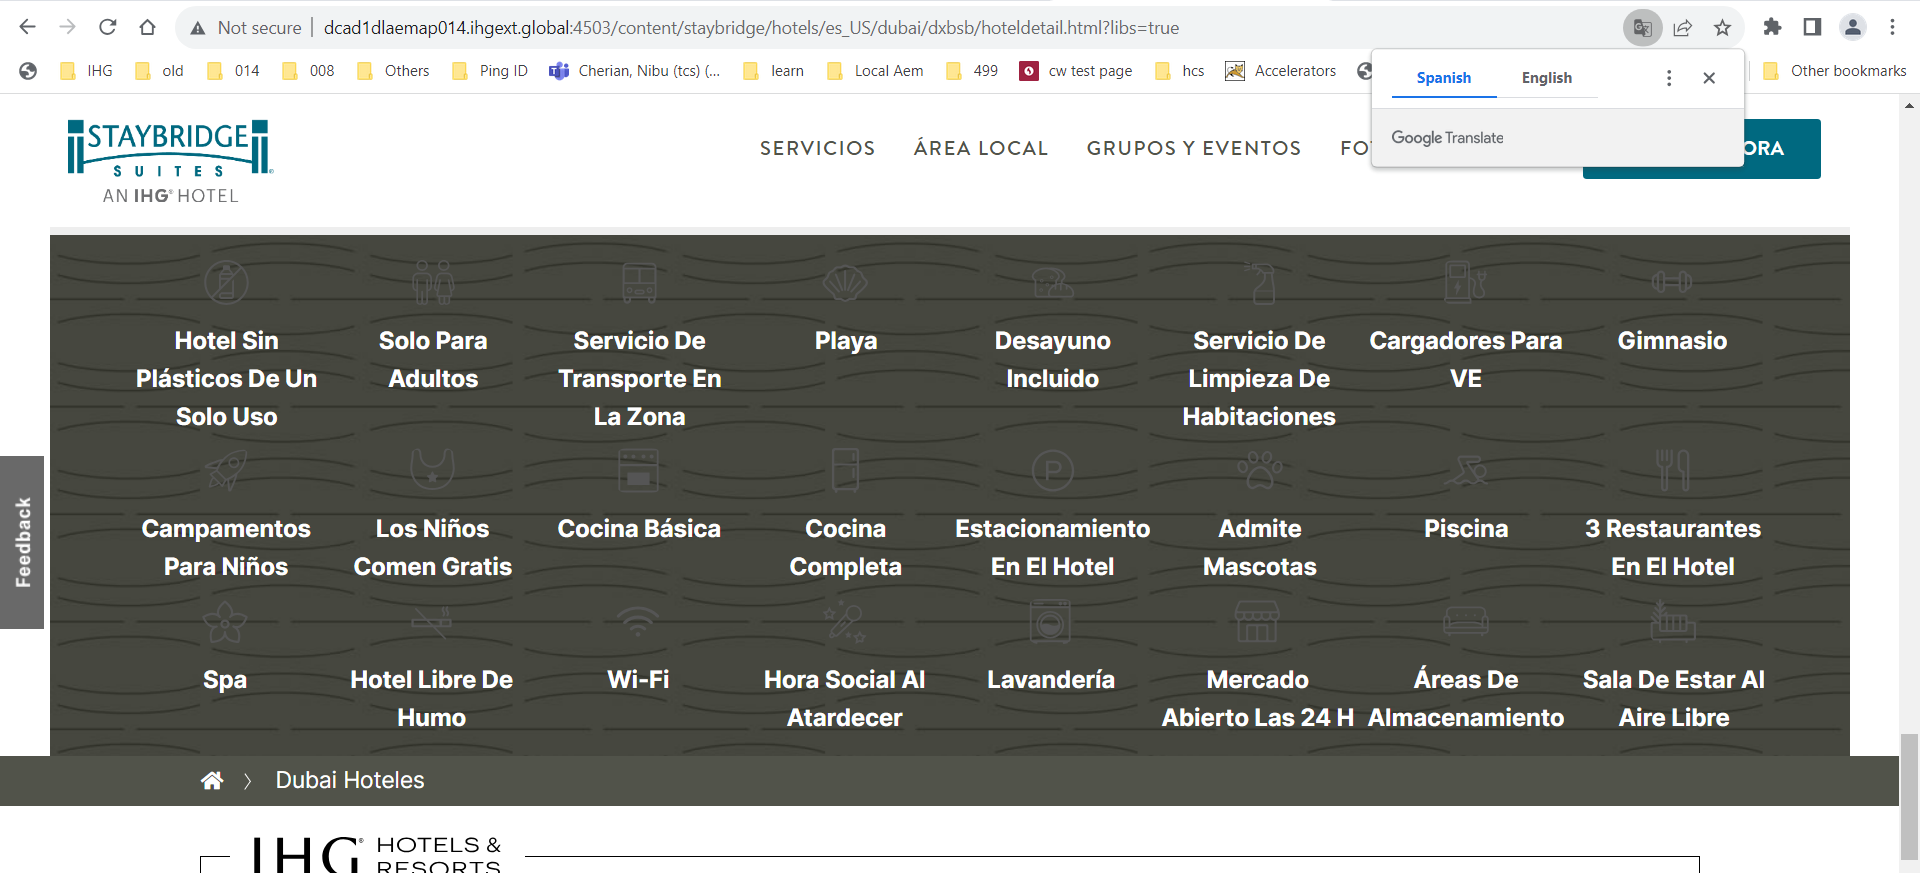 Not secure dcad1dlaemap014.ihgext.global:4503/content/staybridge/hotels/es_US/dubai/dxbsb/hoteldetail.html?libs=true
IHG old 014 008 Others Ping ID Cherian, Nibu (tcs) (... learn Local Aem 499 cw test page hcs Accelerators Other bookmarks
Spanish English
Google Translate
STAYBRIDGE
SUITES
AN IHG® HOTEL
SERVICIOS ÁREA LOCAL GRUPOS Y EVENTOS
Hotel Sin
Plásticos De Un
Solo Uso
Solo Para
Adultos
Servicio De
Transporte En
La Zona
Playa
Desayuno
Incluido
Servicio De
Limpieza De
Habitaciones
Cargadores Para
VE
Gimnasio
Campamentos
Para Niños
Los Niños
Comen Gratis
Cocina Básica
Cocina
Completa
P
Estacionamiento
En El Hotel
Admite
Mascotas
Piscina
3 Restaurantes
En El Hotel
Spa
Hotel Libre De
Humo
Wi-Fi
Hora Social Al
Atardecer
Lavandería
Mercado
Abierto Las 24 H
Áreas De
Almacenamiento
Sala De Estar Al
Aire Libre
Feedback
Dubai Hoteles
IHG® HOTELS &
RESORTS